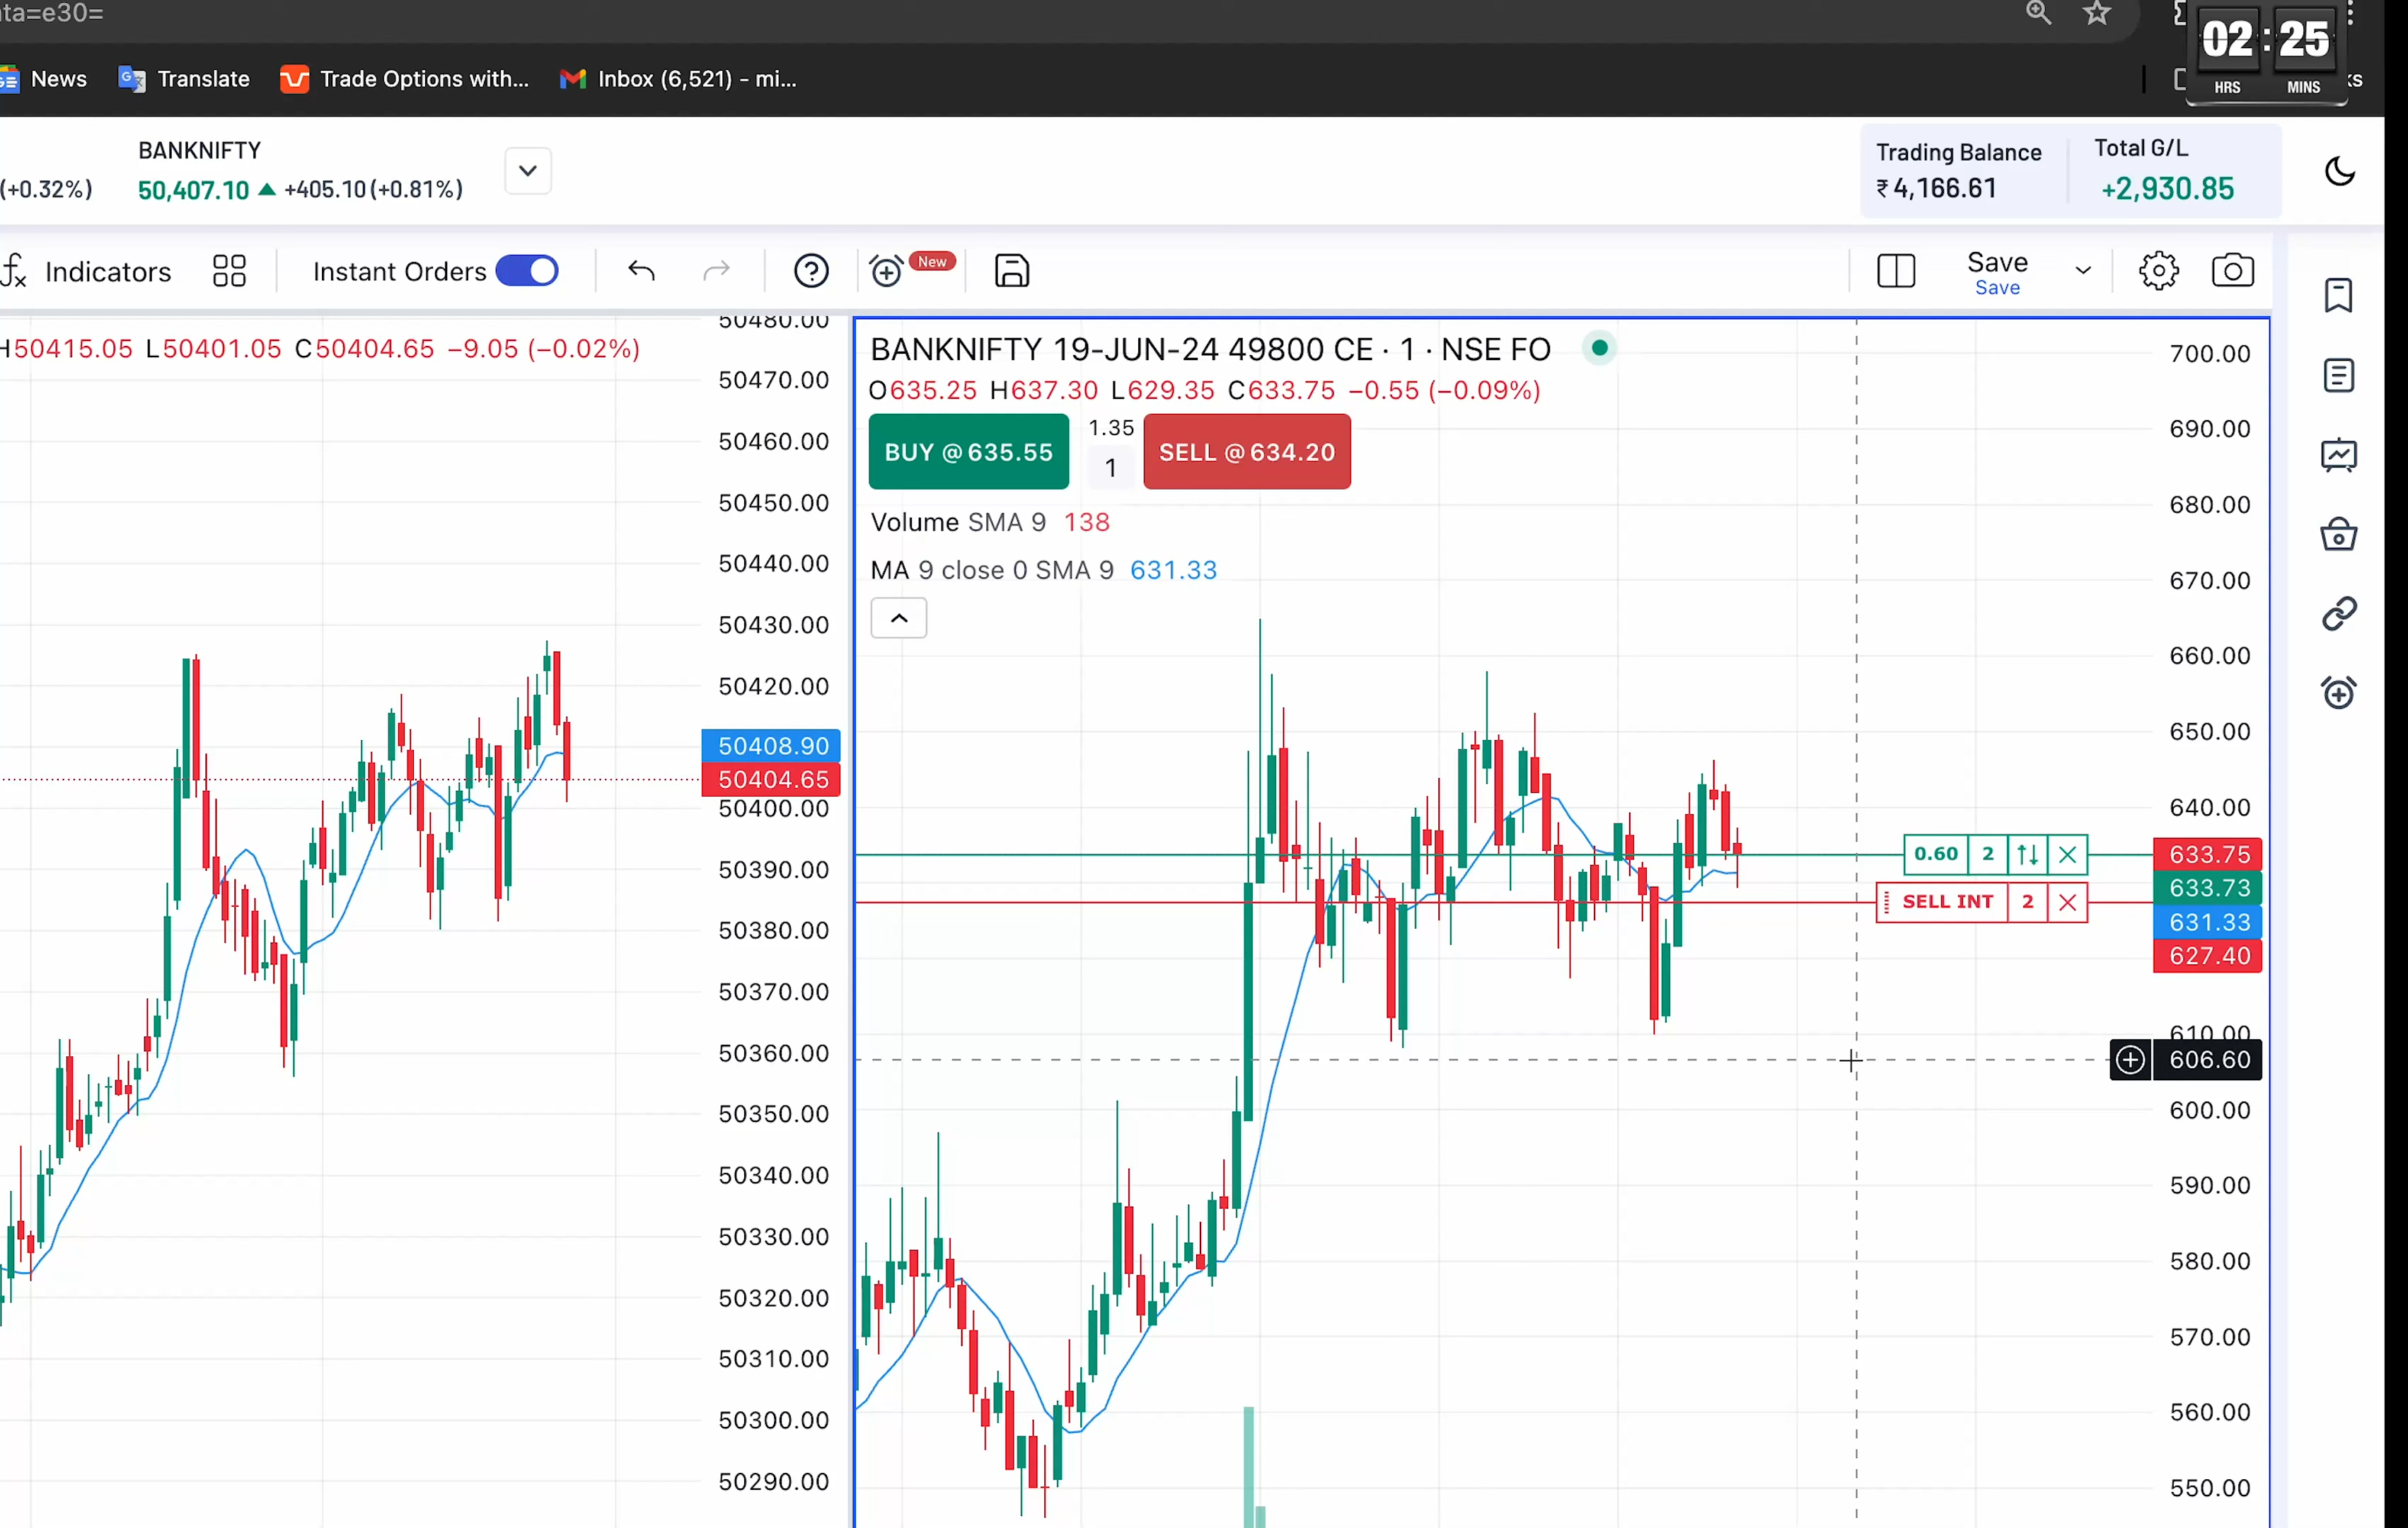 ta=e30=
02:25
HRS MINS
News Translate Trade Options with... Inbox (6,521) - mi... ks
BANKNIFTY
(+0.32%) 50,407.10 +405.10 (+0.81%)
Trading Balance Total G/L
₹4,166.61 +2,930.85
fx Indicators Instant Orders ? New Save
Save
H50415.05 L50401.05 C50404.65 −9.05 (−0.02%)
50480.00
50470.00
50460.00
50450.00
50440.00
50430.00
50420.00
50408.90
50404.65
50400.00
50390.00
50380.00
50370.00
50360.00
50350.00
50340.00
50330.00
50320.00
50310.00
50300.00
50290.00
BANKNIFTY 19-JUN-24 49800 CE · 1 · NSE FO
O635.25 H637.30 L629.35 C633.75 −0.55 (−0.09%)
BUY @ 635.55 1.35 SELL @ 634.20
1
Volume SMA 9 138
MA 9 close 0 SMA 9 631.33
0.60 2
SELL INT 2
700.00
690.00
680.00
670.00
660.00
650.00
640.00
633.75
633.73
631.33
627.40
610.00
606.60
600.00
590.00
580.00
570.00
560.00
550.00